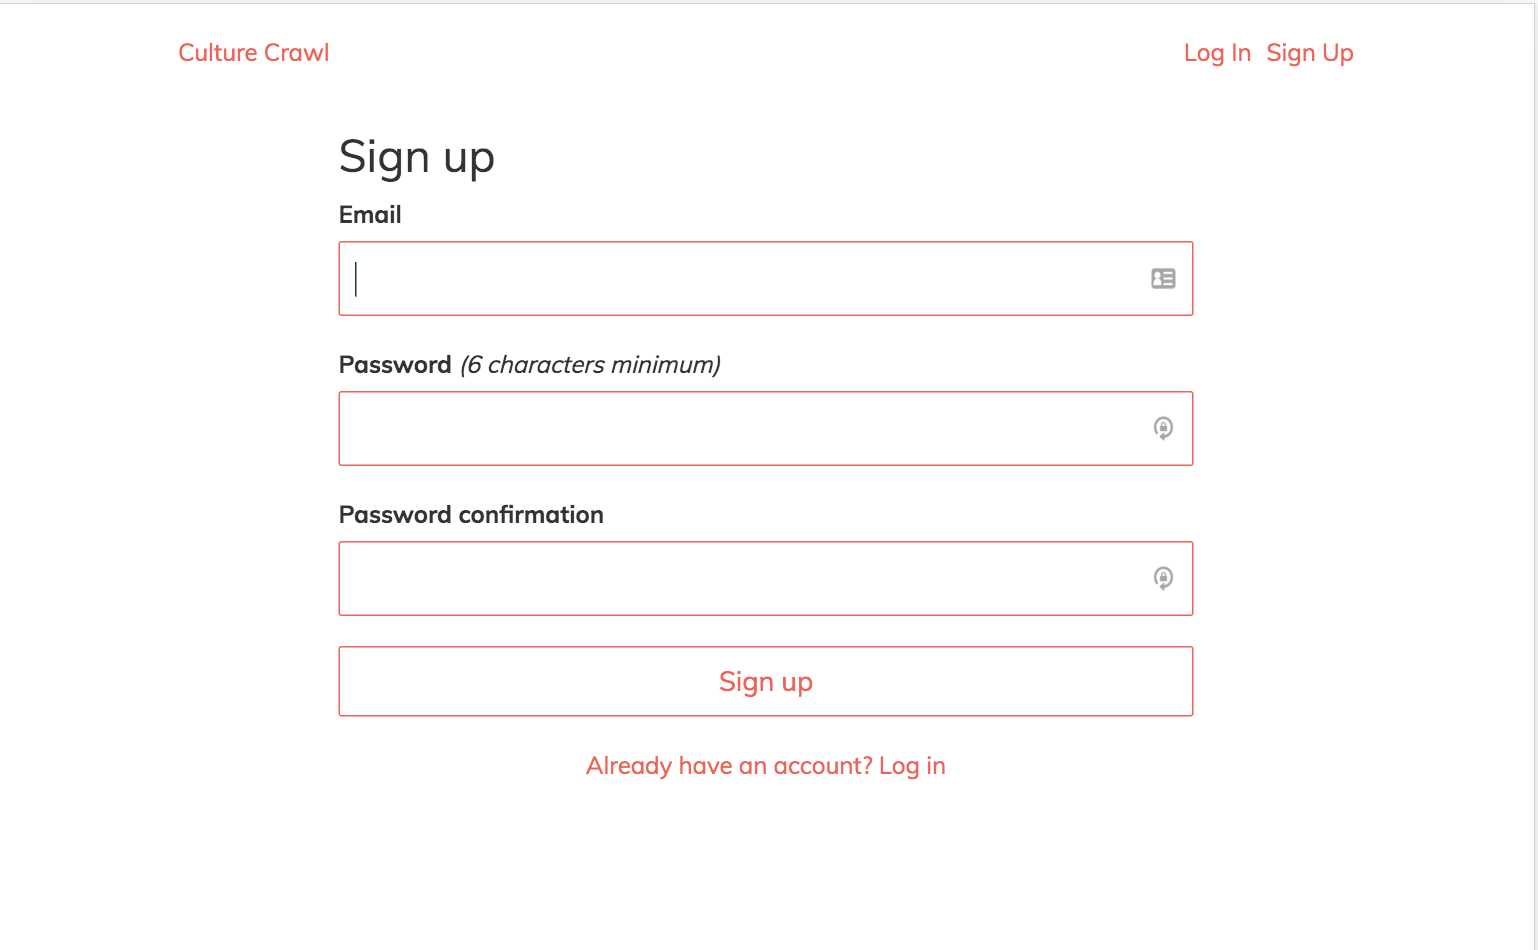 Culture Crawl Log In Sign Up
Sign up
Email
Password (6 characters minimum)
Password confirmation
Sign up
Already have an account? Log in